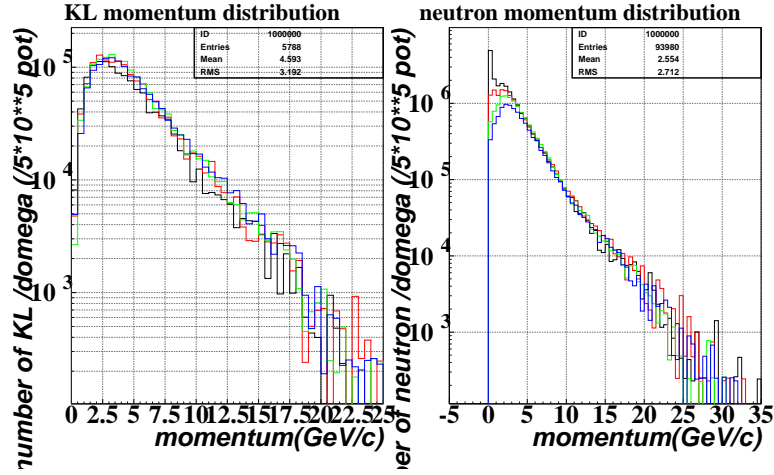 KL momentum distribution
ID 1000000
Entries 5788
Mean 4.593
RMS 3.192
number of KL /domega ((/5*10**5 pot)
10^5
10^4
10^3
0 2.5 5 7.5 10 12.5 15 17.5 20 22.5 25
momentum(GeV/c)
neutron momentum distribution
ID 1000000
Entries 93980
Mean 2.554
RMS 2.712
ber of neutron /domega ((/5*10**5 pot)
10^6
10^5
10^4
10^3
-5 0 5 10 15 20 25 30 35
momentum(GeV/c)